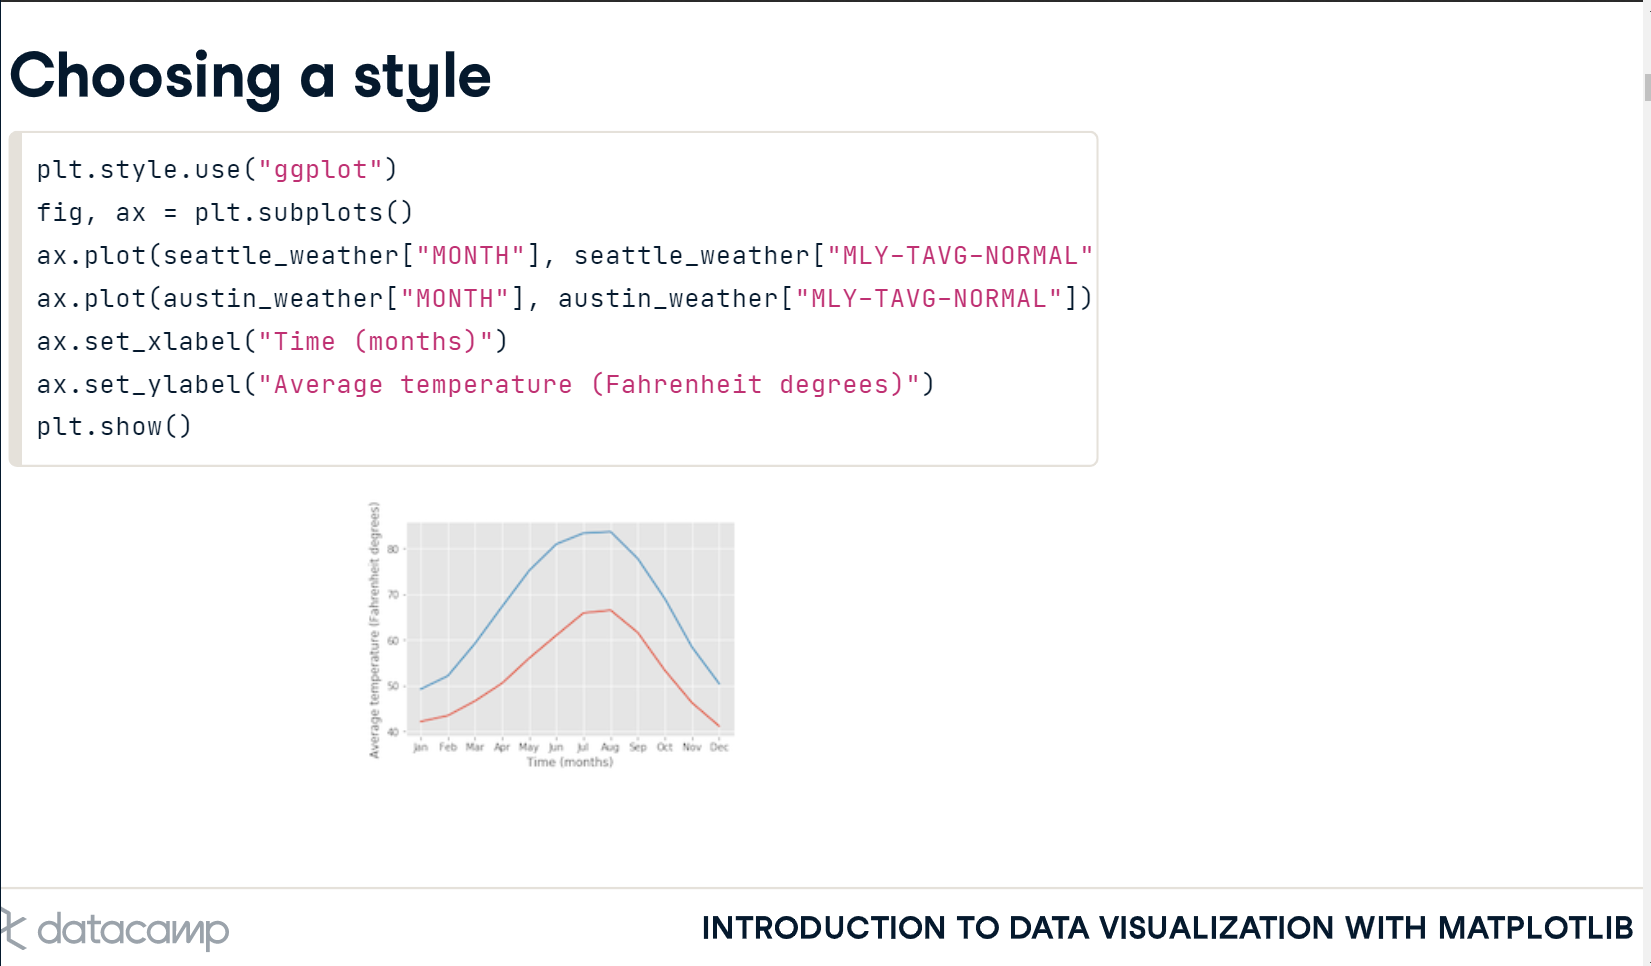 Choosing a style
plt.style.use("ggplot")
fig, ax = plt.subplots()
ax.plot(seattle_weather["MONTH"], seattle_weather["MLY-TAVG-NORMAL"
ax.plot(austin_weather["MONTH"], austin_weather["MLY-TAVG-NORMAL"])
ax.set_xlabel("Time (months)")
ax.set_ylabel("Average temperature (Fahrenheit degrees)")
plt.show()
Average temperature (Fahrenheit degrees)
80
70
60
50
40
Jan Feb Mar Apr May Jun Jul Aug Sep Oct Nov Dec
Time (months)
datacamp
INTRODUCTION TO DATA VISUALIZATION WITH MATPLOTLIB